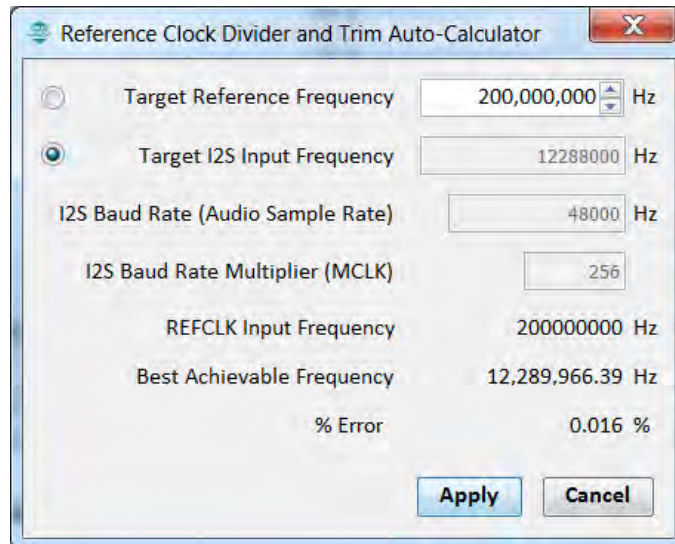 Reference Clock Divider and Trim Auto-Calculator
Target Reference Frequency 200,000,000 Hz
Target I2S Input Frequency 12288000 Hz
I2S Baud Rate (Audio Sample Rate) 48000 Hz
I2S Baud Rate Multiplier (MCLK) 256
REFCLK Input Frequency 200000000 Hz
Best Achievable Frequency 12,289,966.39 Hz
% Error 0.016 %
Apply Cancel